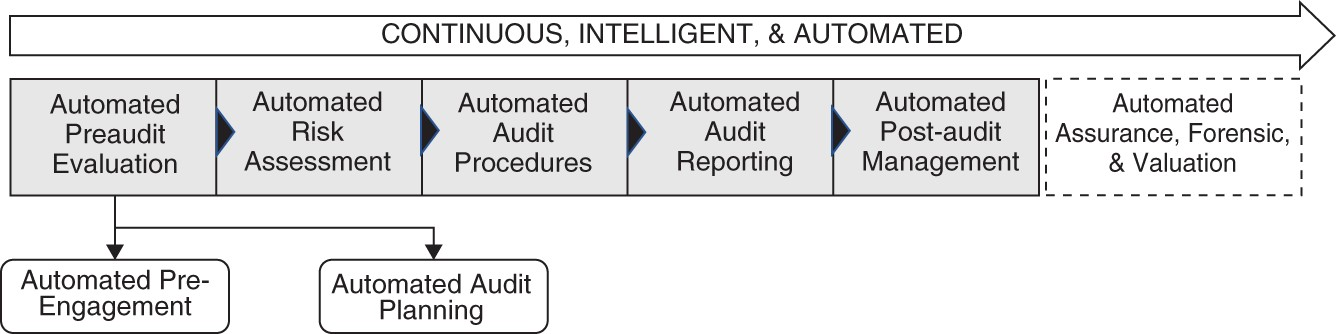 CONTINUOUS, INTELLIGENT, & AUTOMATED
Automated
Preaudit
Evaluation
Automated
Risk
Assessment
Automated
Audit
Procedures
Automated
Audit
Reporting
Automated
Post-audit
Management
Automated
Assurance, Forensic,
& Valuation
Automated Pre-
Engagement
Automated Audit
Planning